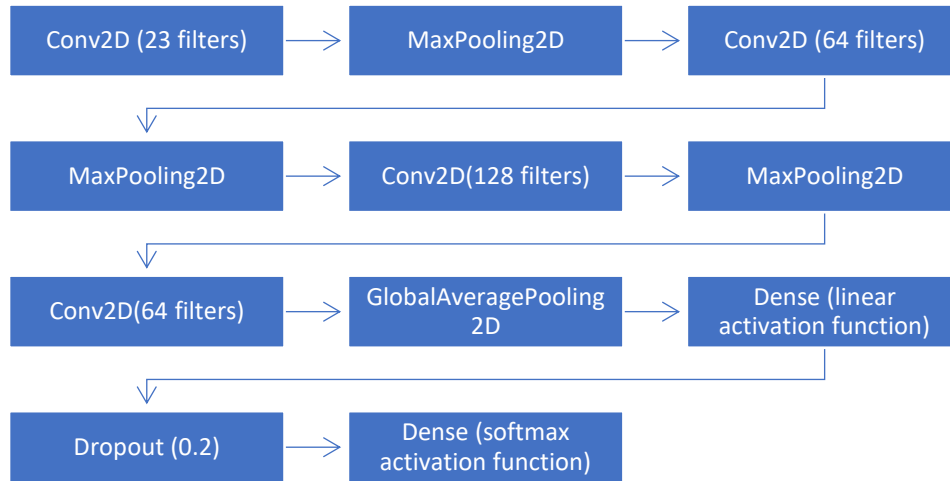 Conv2D (23 filters)
MaxPooling2D
Conv2D (64 filters)
MaxPooling2D
Conv2D(128 filters)
MaxPooling2D
Conv2D(64 filters)
GlobalAveragePooling
2D
Dense (linear
activation function)
Dropout (0.2)
Dense (softmax
activation function)